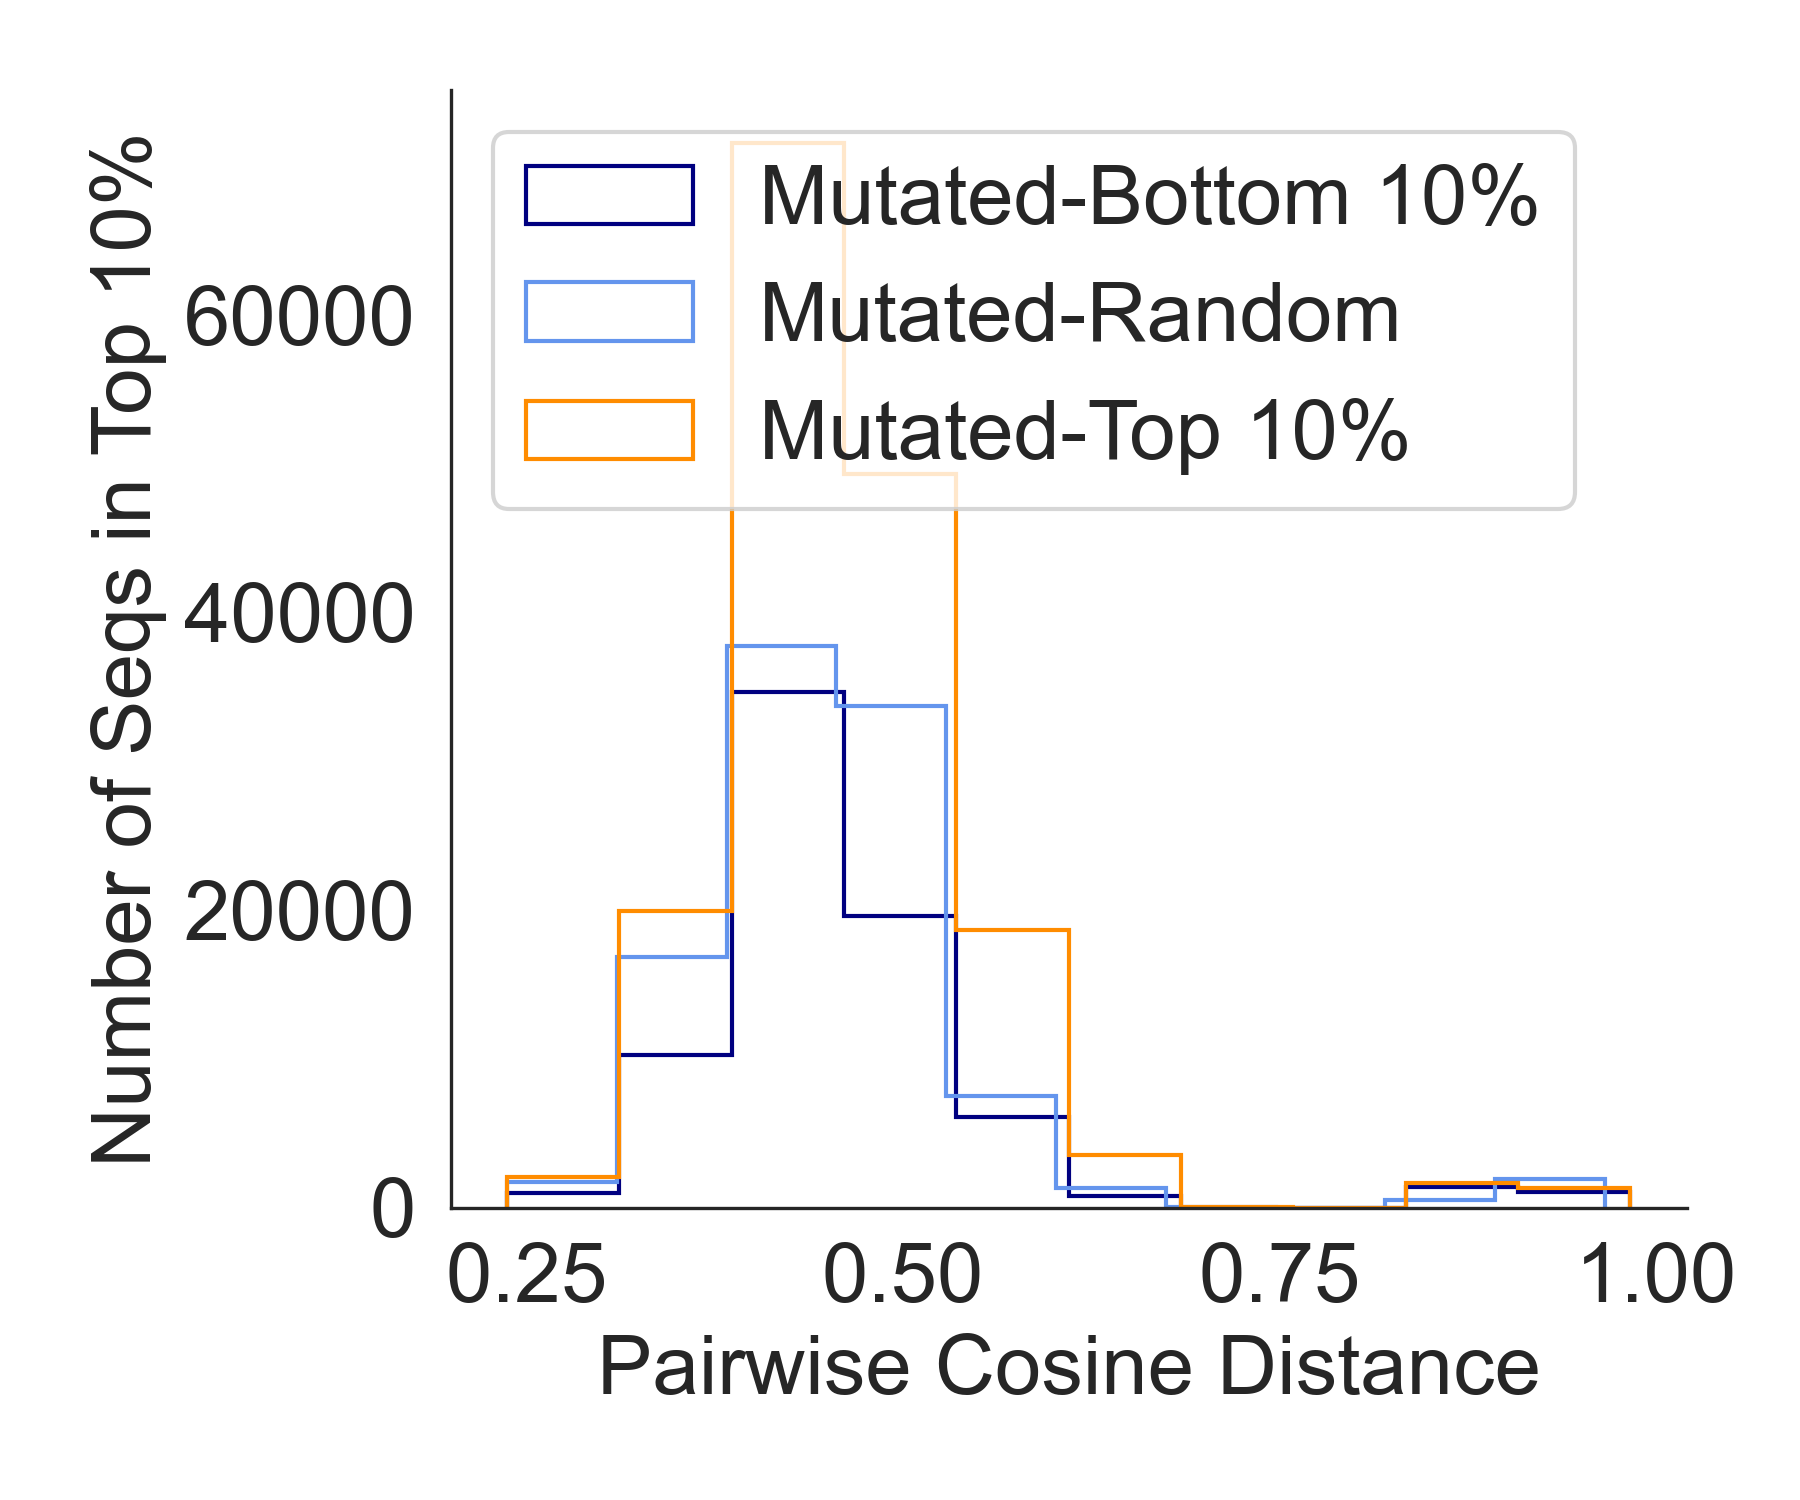 Number of Seqs in Top 10%
60000
40000
20000
0
Mutated-Bottom 10%
Mutated-Random
Mutated-Top 10%
0.25 0.50 0.75 1.00
Pairwise Cosine Distance